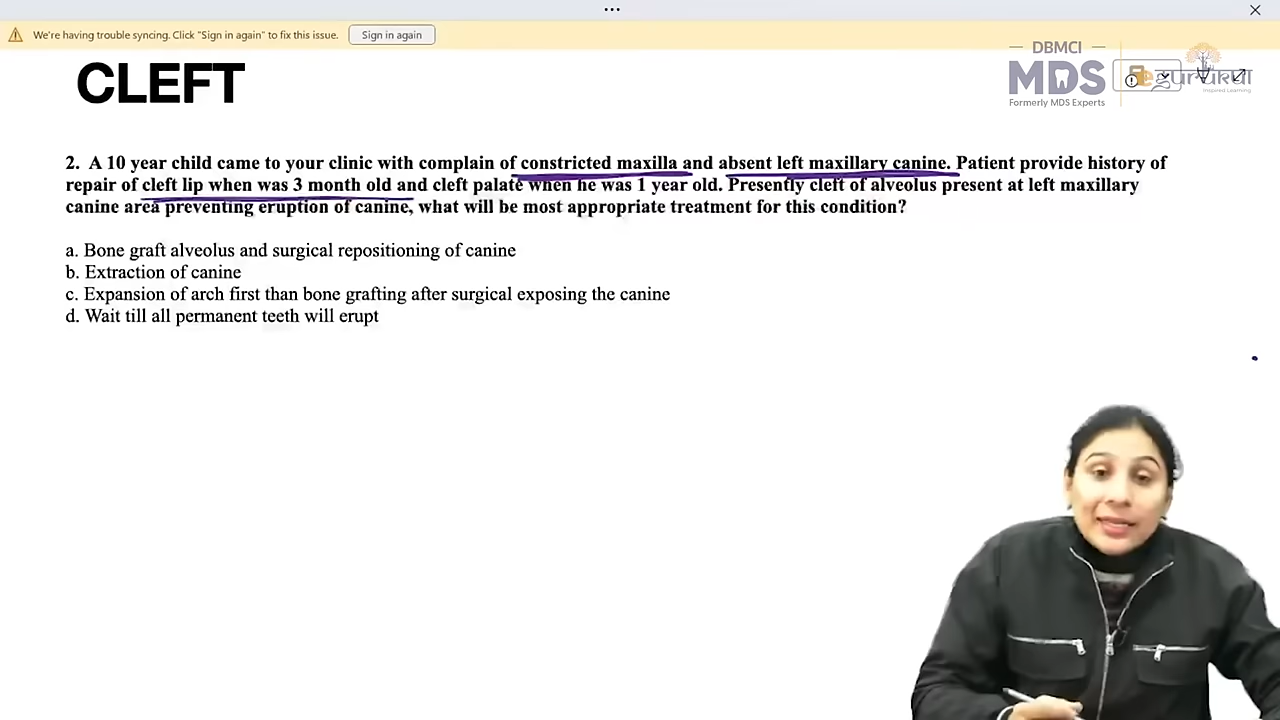 ...
We're having trouble syncing. Click "Sign in again" to fix this issue. Sign in again
DBMCI
MDS
Formerly MDS Experts
eगुरुकुल
Inspired Learning
CLEFT
2. A 10 year child came to your clinic with complain of constricted maxilla and absent left maxillary canine. Patient provide history of
repair of cleft lip when was 3 month old and cleft palate when he was 1 year old. Presently cleft of alveolus present at left maxillary
canine area preventing eruption of canine, what will be most appropriate treatment for this condition?
a. Bone graft alveolus and surgical repositioning of canine
b. Extraction of canine
c. Expansion of arch first than bone grafting after surgical exposing the canine
d. Wait till all permanent teeth will erupt